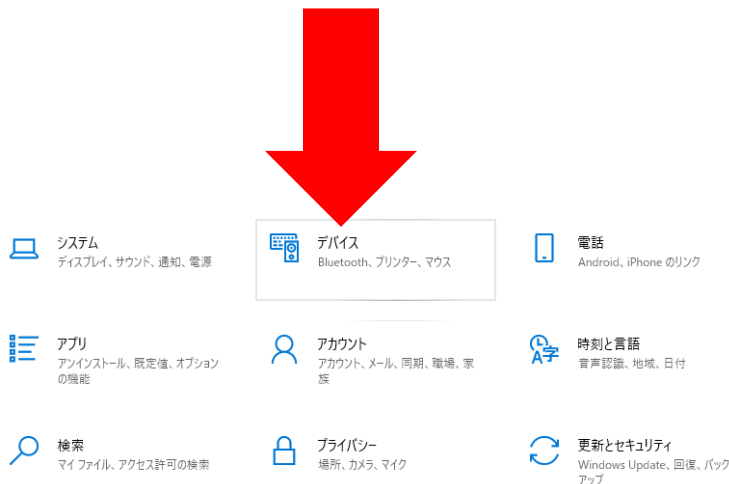 システム
ディスプレイ、サウンド、通知、電源
デバイス
Bluetooth、プリンター、マウス
電話
Android、iPhone のリンク
アプリ
アンインストール、既定値、オプション
の機能
アカウント
アカウント、メール、同期、職場、家
族
時刻と言語
音声認識、地域、日付
検索
マイ ファイル、アクセス許可の検索
プライバシー
場所、カメラ、マイク
更新とセキュリティ
Windows Update、回復、バック
アップ